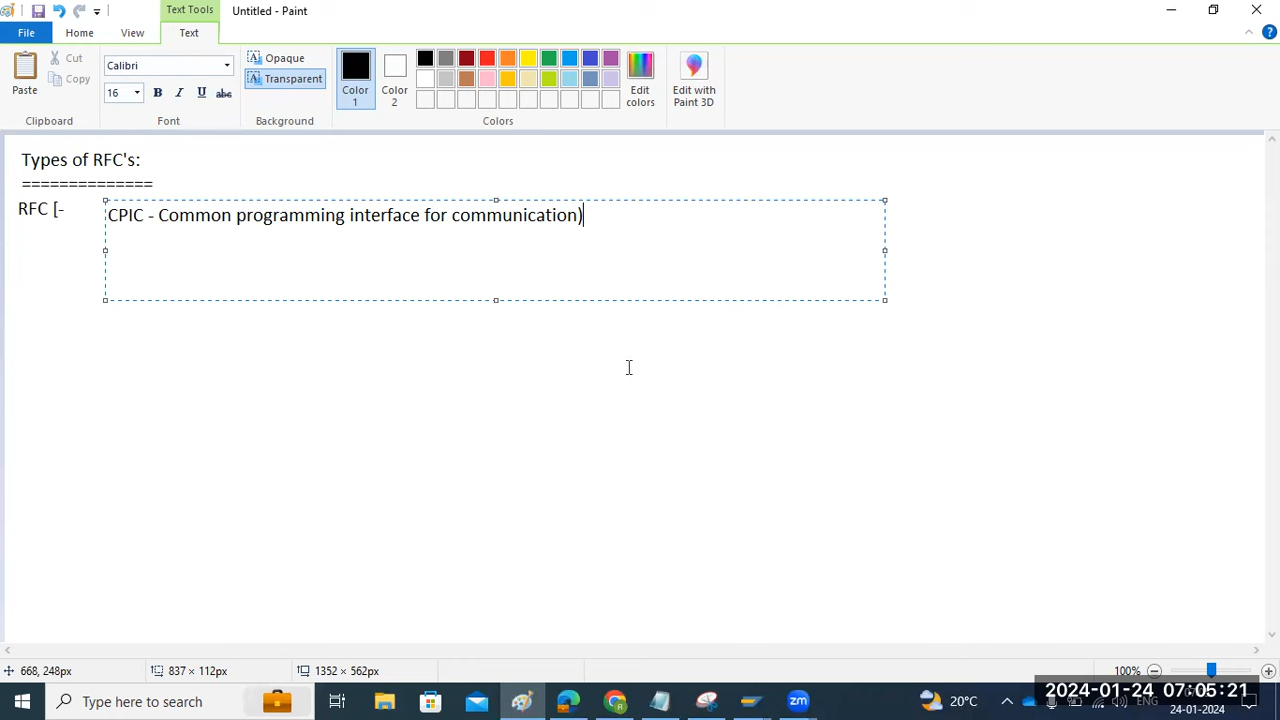 Text Tools
Untitled - Paint
File
Home
View
Text
Paste
Cut
Copy
Clipboard
Calibri
16
B I U abc
Font
Opaque
Transparent
Background
Color 1
Color 2
Edit colors
Edit with Paint 3D
Colors
Types of RFC's:
==============
RFC [-
CPIC - Common programming interface for communication)
668, 248px
837 × 112px
1352 × 562px
100%
Type here to search
20°C
ENG
2024-01-24 07:05:21
24-01-2024